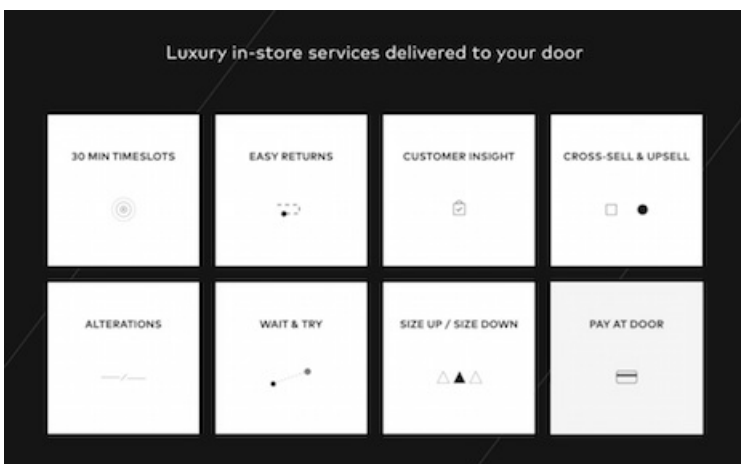 Luxury in-store services delivered to your door
30 MIN TIMESLOTS
EASY RETURNS
CUSTOMER INSIGHT
CROSS-SELL & UPSELL
ALTERATIONS
WAIT & TRY
SIZE UP / SIZE DOWN
PAY AT DOOR